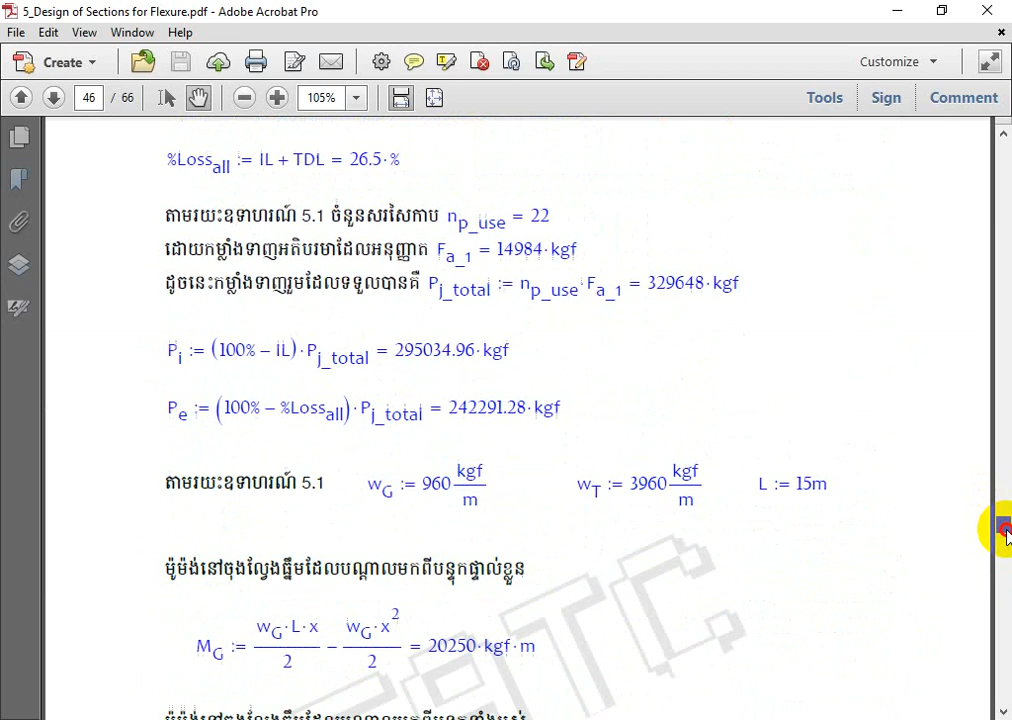 5_Design of Sections for Flexure.pdf - Adobe Acrobat Pro
File Edit View Window Help
Create Customize
46 / 66 105% Tools Sign Comment
%Loss_all := IL + TDL = 26.5·%
តាមរយះឧទាហរណ៍ 5.1 ចំនួនសរសៃកាប n_p_use = 22
ដោយកម្លាំងទាញអតិបរមាដែលអនុញ្ញាត F_a_1 = 14984·kgf
ដូចនេះកម្លាំងទាញរួមដែលទទួលបានគឺ P_j_total := n_p_use·F_a_1 = 329648·kgf
P_i := (100% − IL)·P_j_total = 295034.96·kgf
P_e := (100% − %Loss_all)·P_j_total = 242291.28·kgf
តាមរយះឧទាហរណ៍ 5.1 w_G := 960 kgf/m w_T := 3960 kgf/m L := 15m
ម៉ូម៉ង់នៅចុងល្វែងធ្នឹមដែលបណ្តាលមកពីបន្ទុកផ្ទាល់ខ្លួន
M_G := w_G·L·x/2 − w_G·x²/2 = 20250·kgf·m